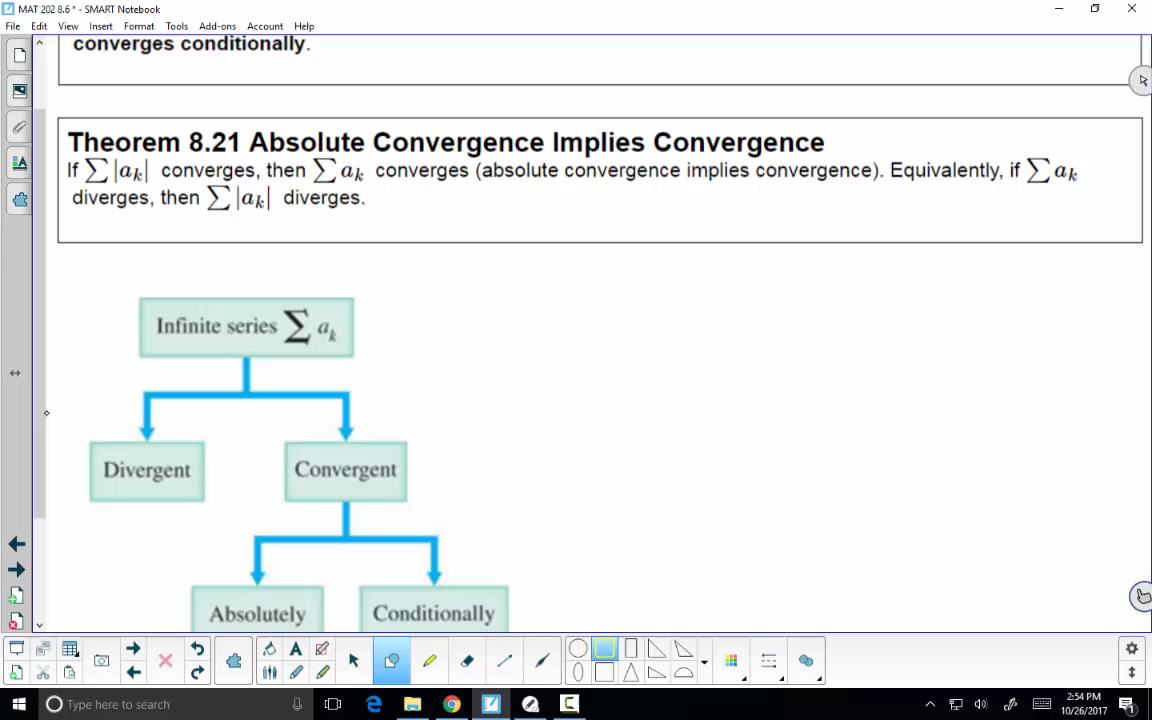 MAT 202 8.6 * - SMART Notebook
File Edit View Insert Format Tools Add-ons Account Help
converges conditionally.
Theorem 8.21 Absolute Convergence Implies Convergence
If ∑|aₖ| converges, then ∑ aₖ converges (absolute convergence implies convergence). Equivalently, if ∑ aₖ
diverges, then ∑|aₖ| diverges.
Infinite series ∑ aₖ
Divergent
Convergent
Absolutely
Conditionally
A
A
Type here to search
2:54 PM
10/26/2017
1